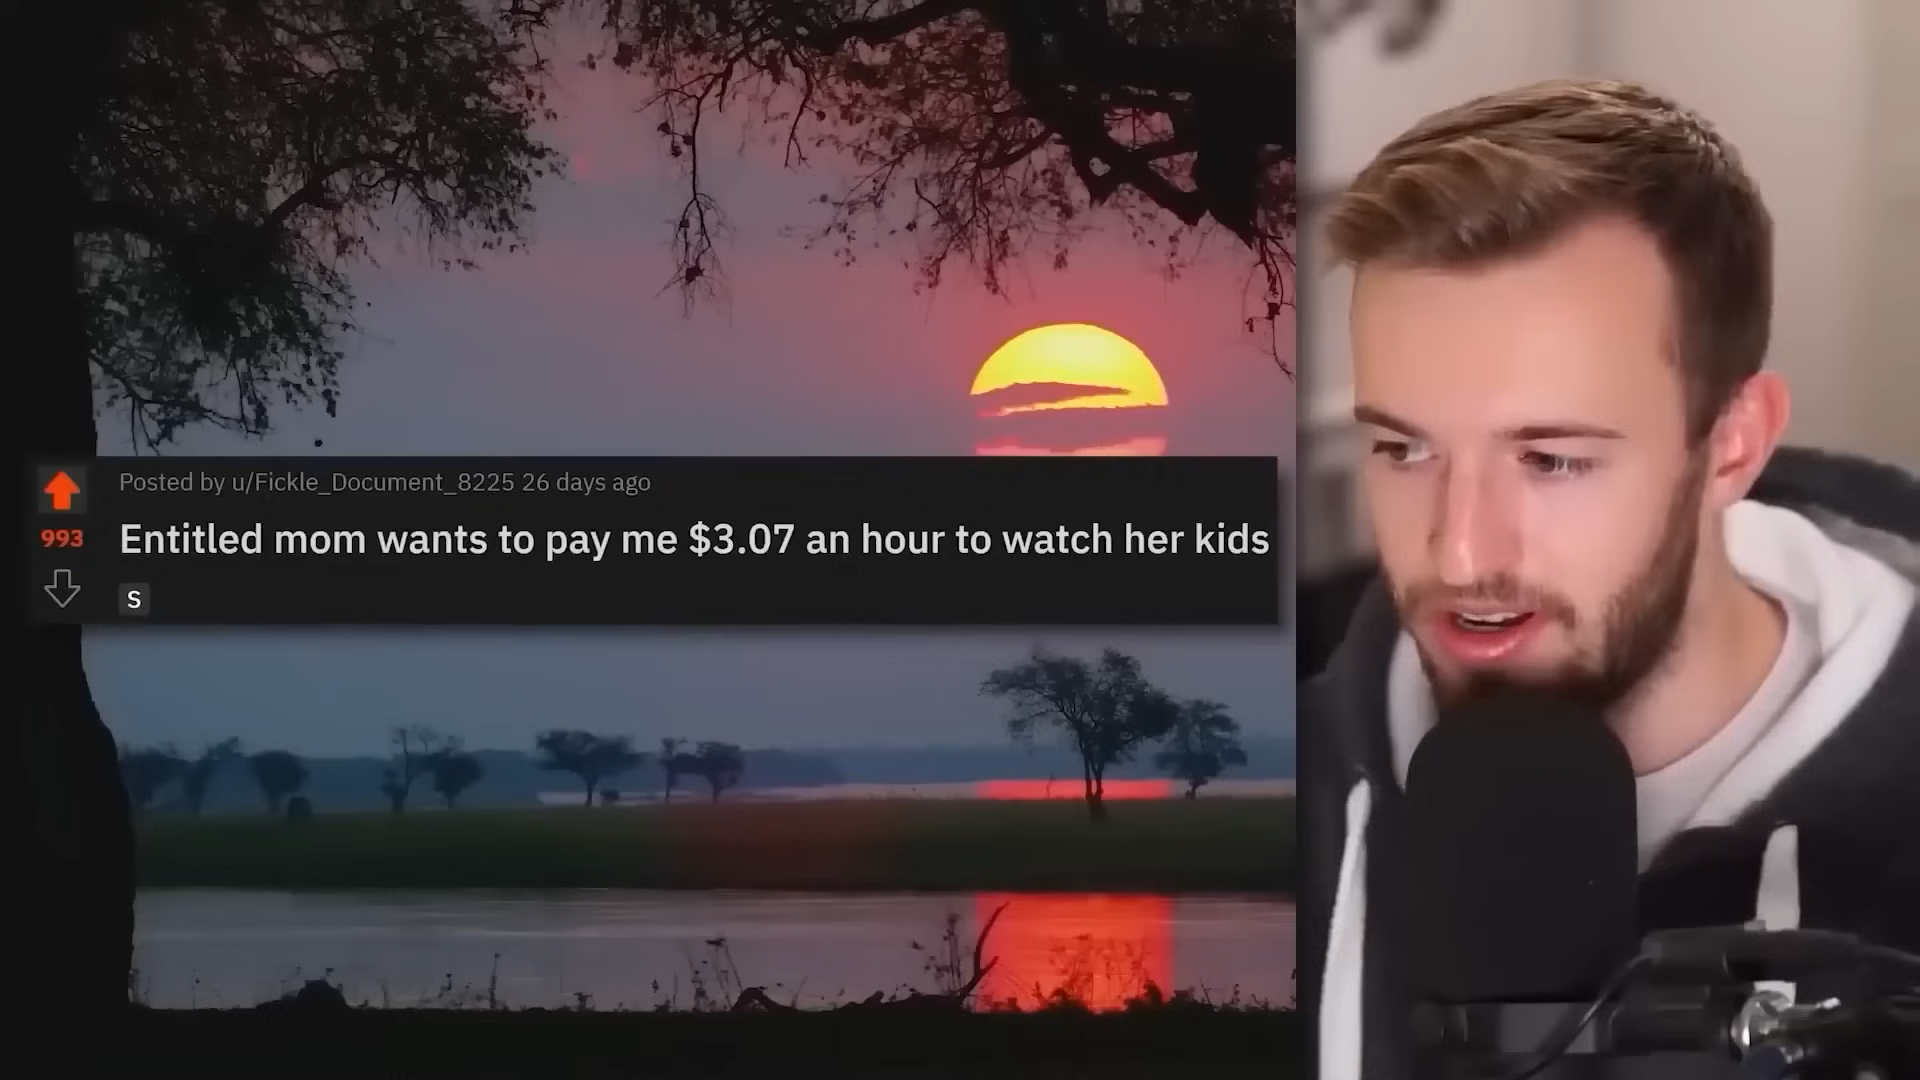 Posted by u/Fickle_Document_8225 26 days ago
993
Entitled mom wants to pay me $3.07 an hour to watch her kids
S